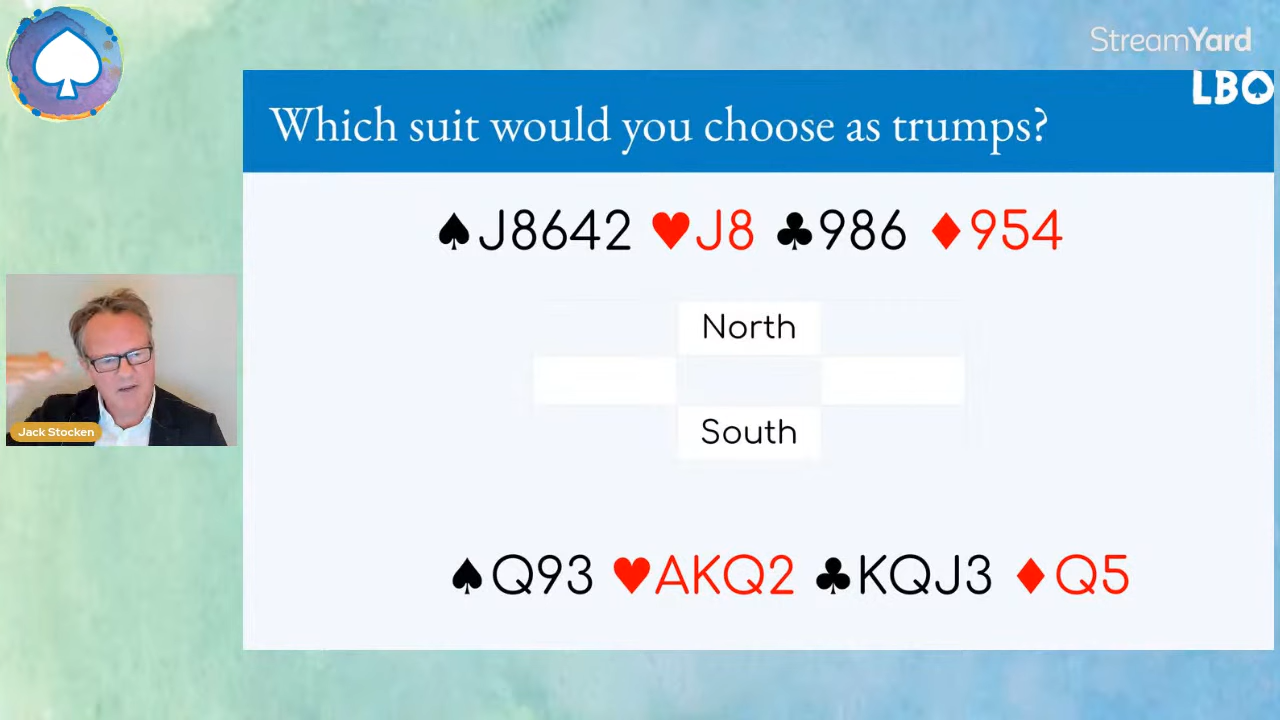 StreamYard
LBO
Which suit would you choose as trumps?
♠J8642 ♥J8 ♣986 ♦954
North
Jack Stocken
South
♠Q93 ♥AKQ2 ♣KQJ3 ♦Q5